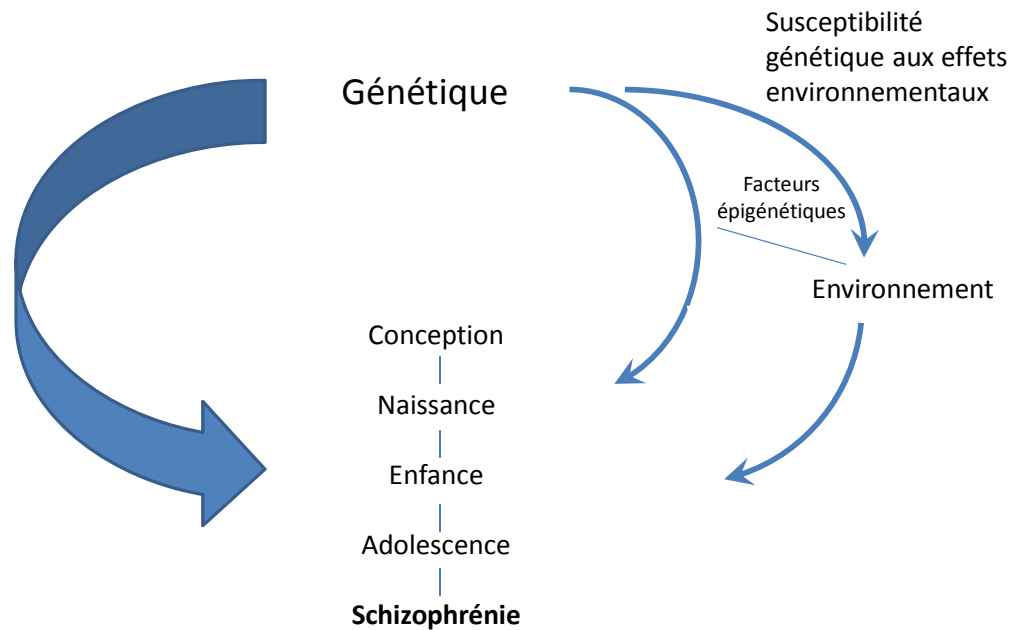 Susceptibilité
génétique aux effets
environnementaux
Génétique
Facteurs
épigénétiques
Environnement
Conception
Naissance
Enfance
Adolescence
Schizophrénie